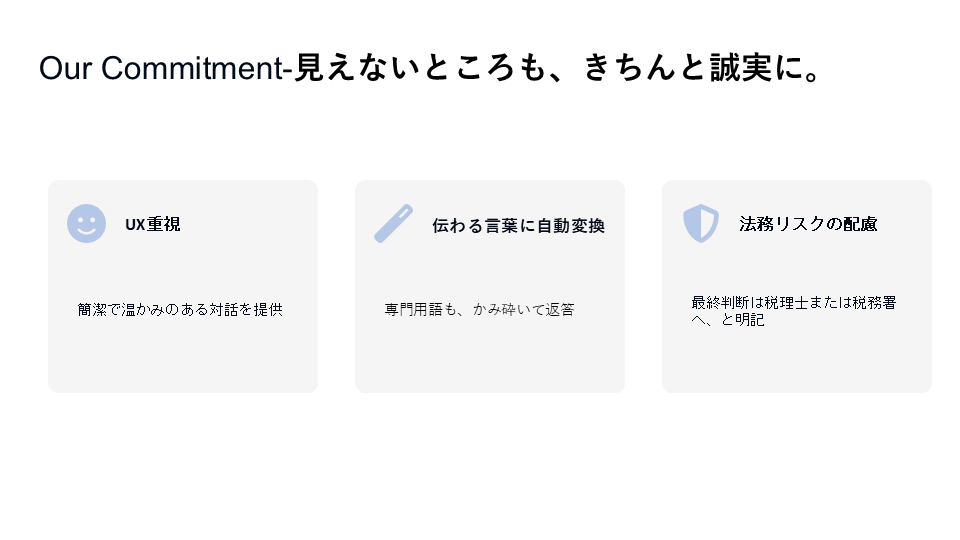 Our Commitment-見えないところも、きちんと誠実に。
UX重視
簡潔で温かみのある対話を提供
伝わる言葉に自動変換
専門用語も、かみ砕いて返答
法務リスクの配慮
最終判断は税理士または税務署
へ、と明記